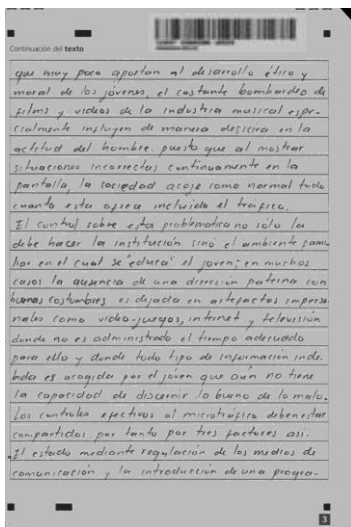 Continuación del texto
que muy poco aportan al desarrollo ético y
moral de los jóvenes, el costante bombardeo de
films y videos de la industria musical espe-
cialmente influyen de manera desicira en la
actitud del hombre. puesto que al mostrar
situaciones incorrectas continuamente en la
pantalla, la sociedad acoje como normal todo
cuanto esta ofrece incluido el trafico.
El control sobre esta problematica no sólo la
debe hacer la institución sinó el ambiente fami-
liar en el cual se "educa" el joven; en muchos
casos la ausencia de una dirección paterna con
buenas costumbres es dejada en artefactos imperso-
nales como video-juegos, internet y televisión
donde no es administrado el tiempo adecuado
para ello y donde todo tipo de información inde-
bida es acogida por el jóven que aún no tiene
la capacidad de discernir lo bueno de lo malo.
Los controles efectivos al microtráfico deben estar
compartidos por tanto por tres factores asi.
.El estado mediante regulación de los medios de
comunicación y la introducción de una progra-
3